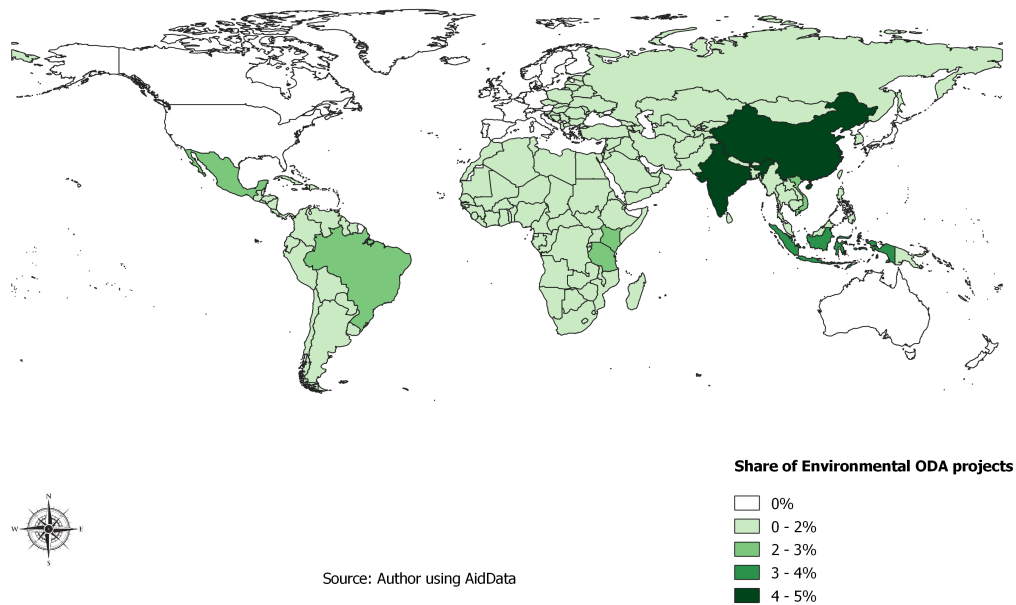 Share of Environmental ODA projects
0%
0 - 2%
2 - 3%
3 - 4%
4 - 5%
N
W E
S
Source: Author using AidData